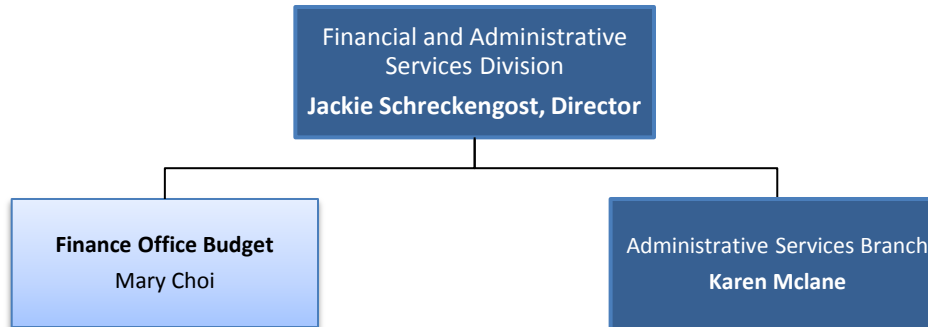 Financial and Administrative
Services Division
Jackie Schreckengost, Director
Finance Office Budget
Mary Choi
Administrative Services Branch
Karen Mclane